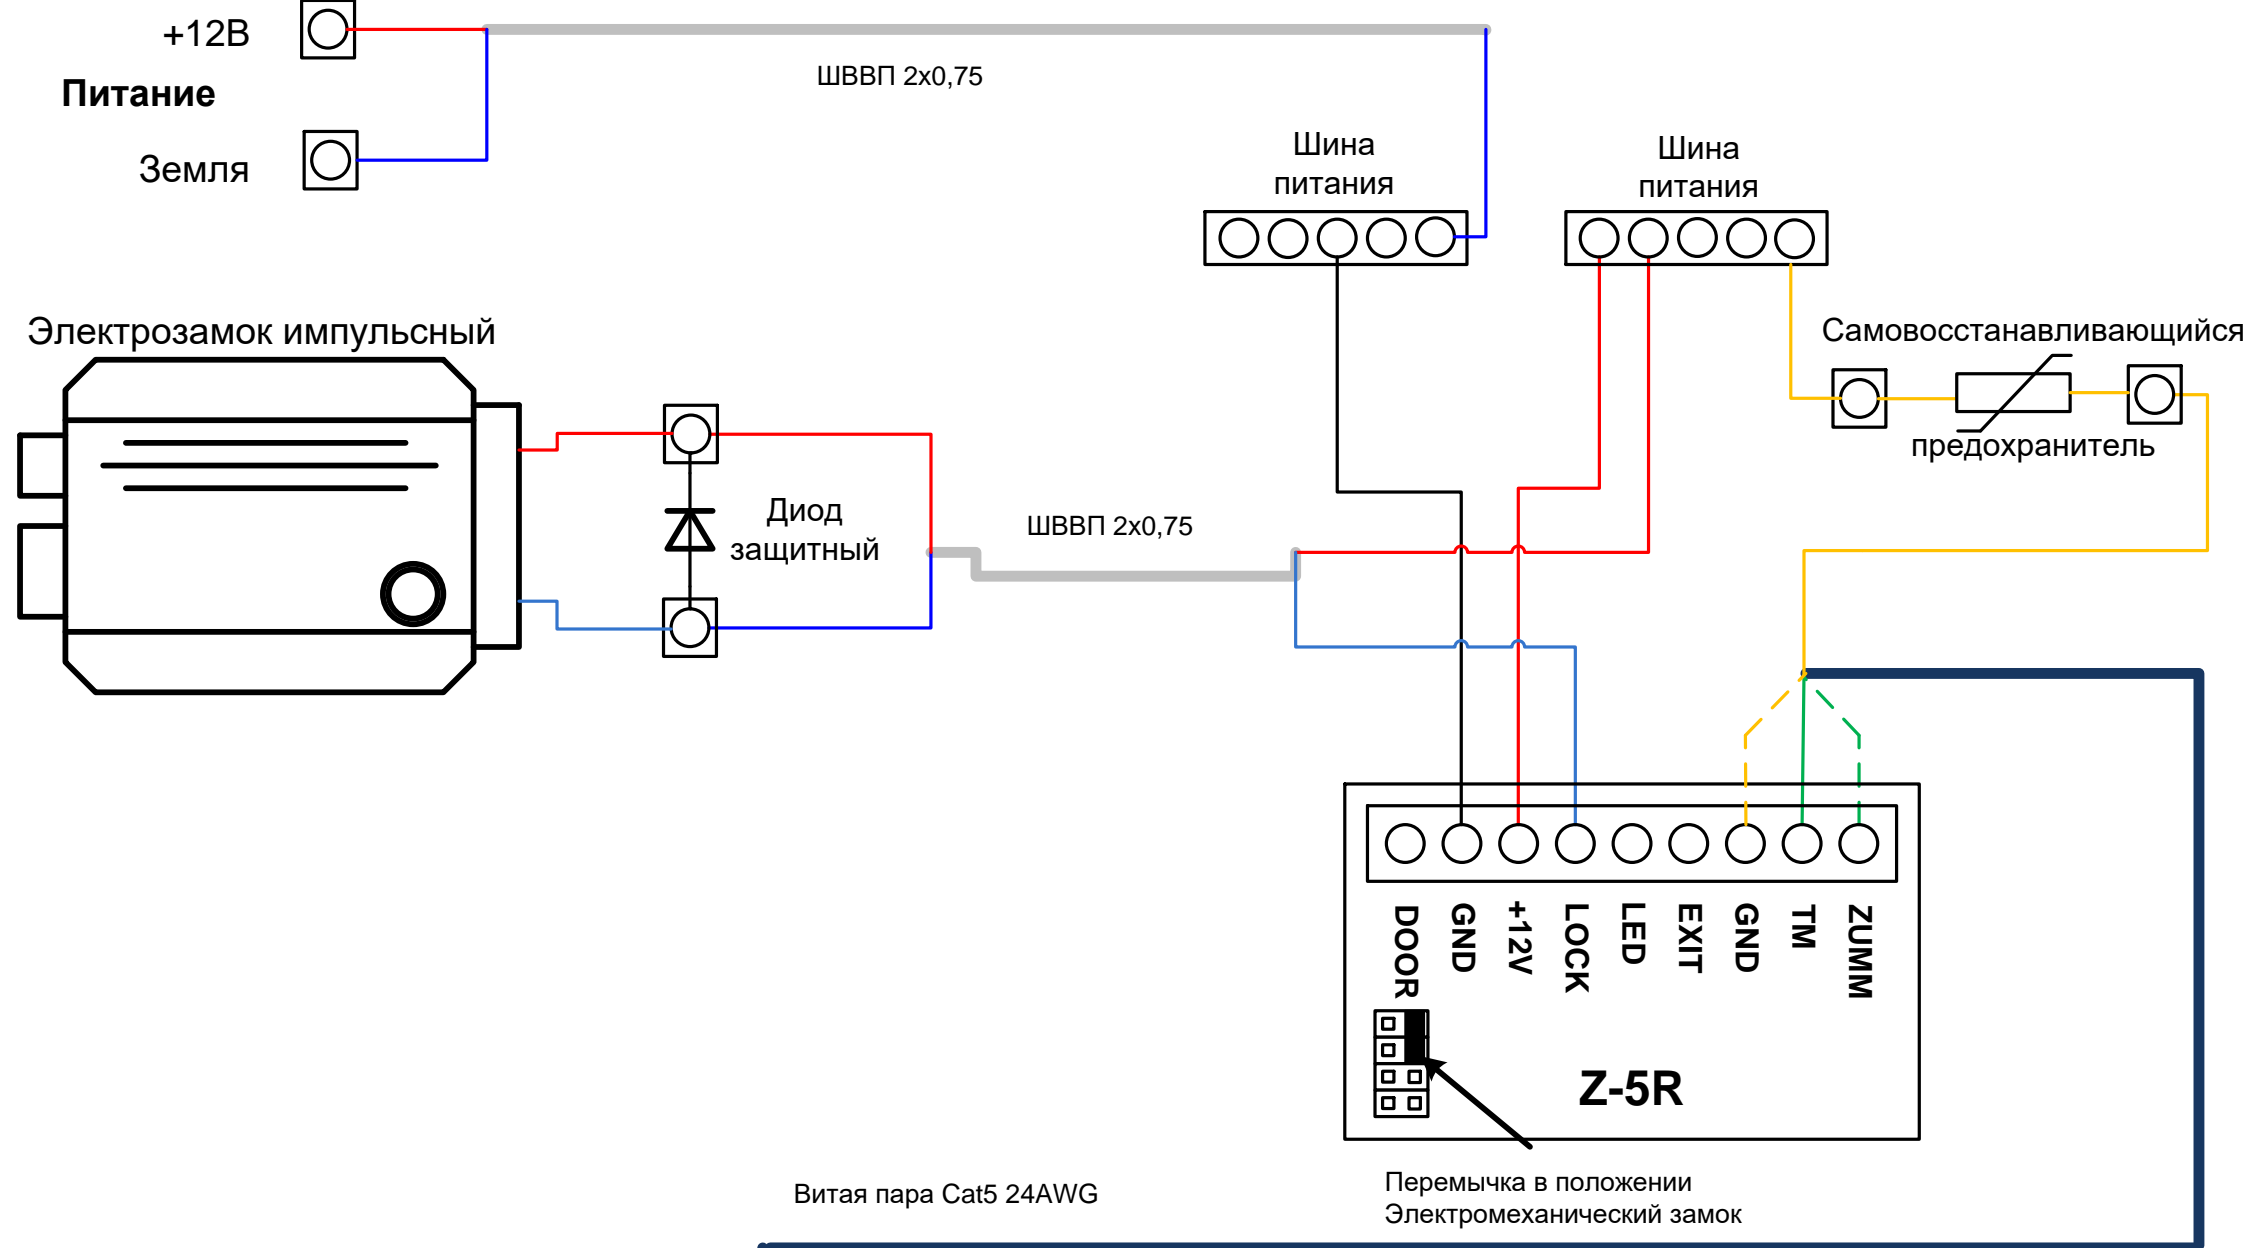 +12В
Питание
Земля
ШВВП 2х0,75
Шина
питания
Шина
питания
Электрозамок импульсный
Самовосстанавливающийся
предохранитель
Диод
защитный
ШВВП 2х0,75
DOOR
GND
+12V
LOCK
LED
EXIT
GND
TM
ZUMM
Z-5R
Перемычка в положении
Электромеханический замок
Витая пара Cat5 24AWG